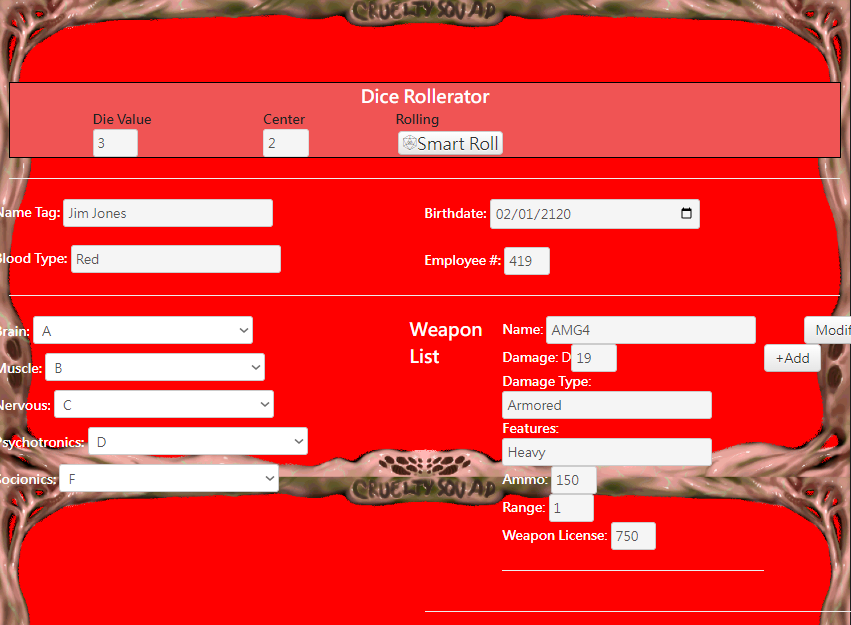 CRUELTY SQUAD
Dice Rollerator
Die Value Center Rolling
3 2 Smart Roll
Name Tag: Jim Jones Birthdate: 02/01/2120
Blood Type: Red Employee #: 419
Brain: A Weapon List Name: AMG4 Modif
Muscle: B Damage: D 19 +Add
Damage Type:
Nervous: C Armored
Features:
Psychotronics: D Heavy
Socionics: F Ammo: 150
CRUELTY SQUAD
Range: 1
Weapon License: 750